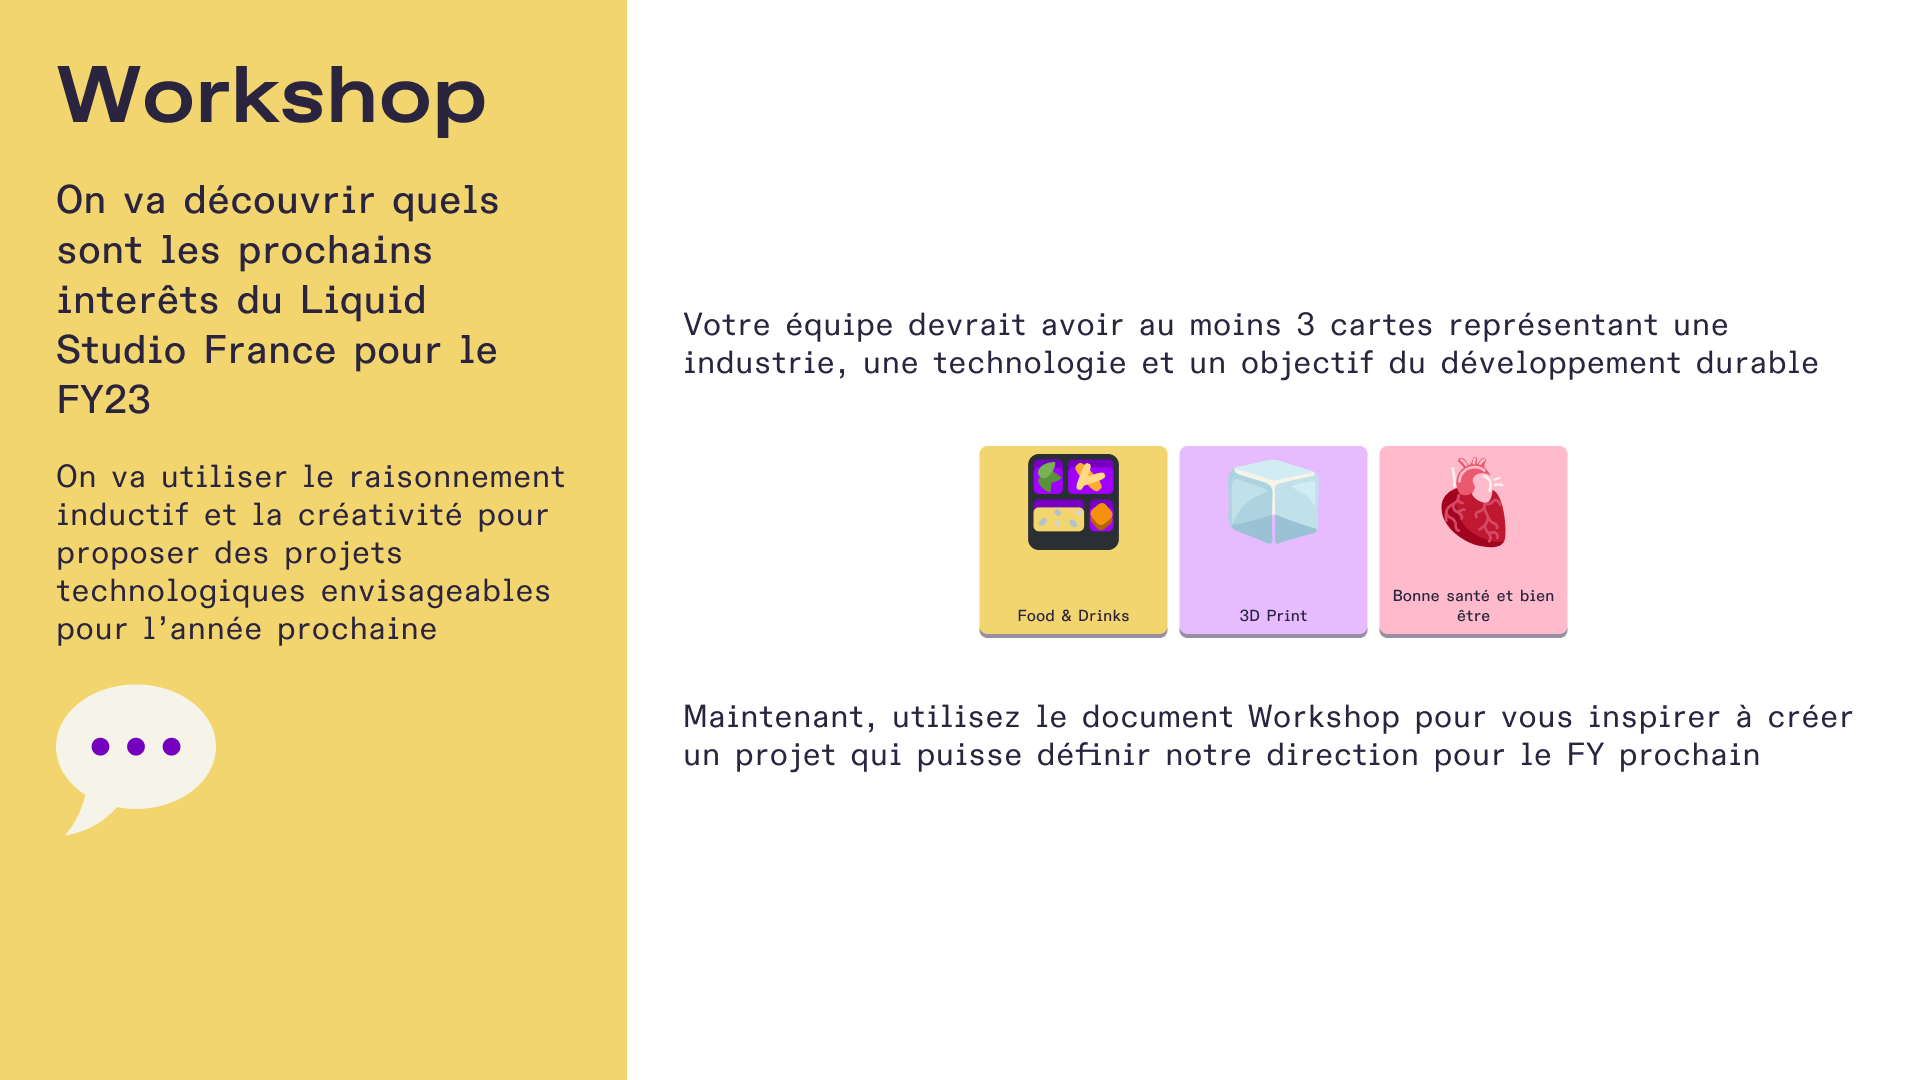 Workshop
On va découvrir quels
sont les prochains
interêts du Liquid
Studio France pour le
FY23
On va utiliser le raisonnement
inductif et la créativité pour
proposer des projets
technologiques envisageables
pour l’année prochaine
Votre équipe devrait avoir au moins 3 cartes représentant une
industrie, une technologie et un objectif du développement durable
Food & Drinks
3D Print
Bonne santé et bien
être
Maintenant, utilisez le document Workshop pour vous inspirer à créer
un projet qui puisse définir notre direction pour le FY prochain